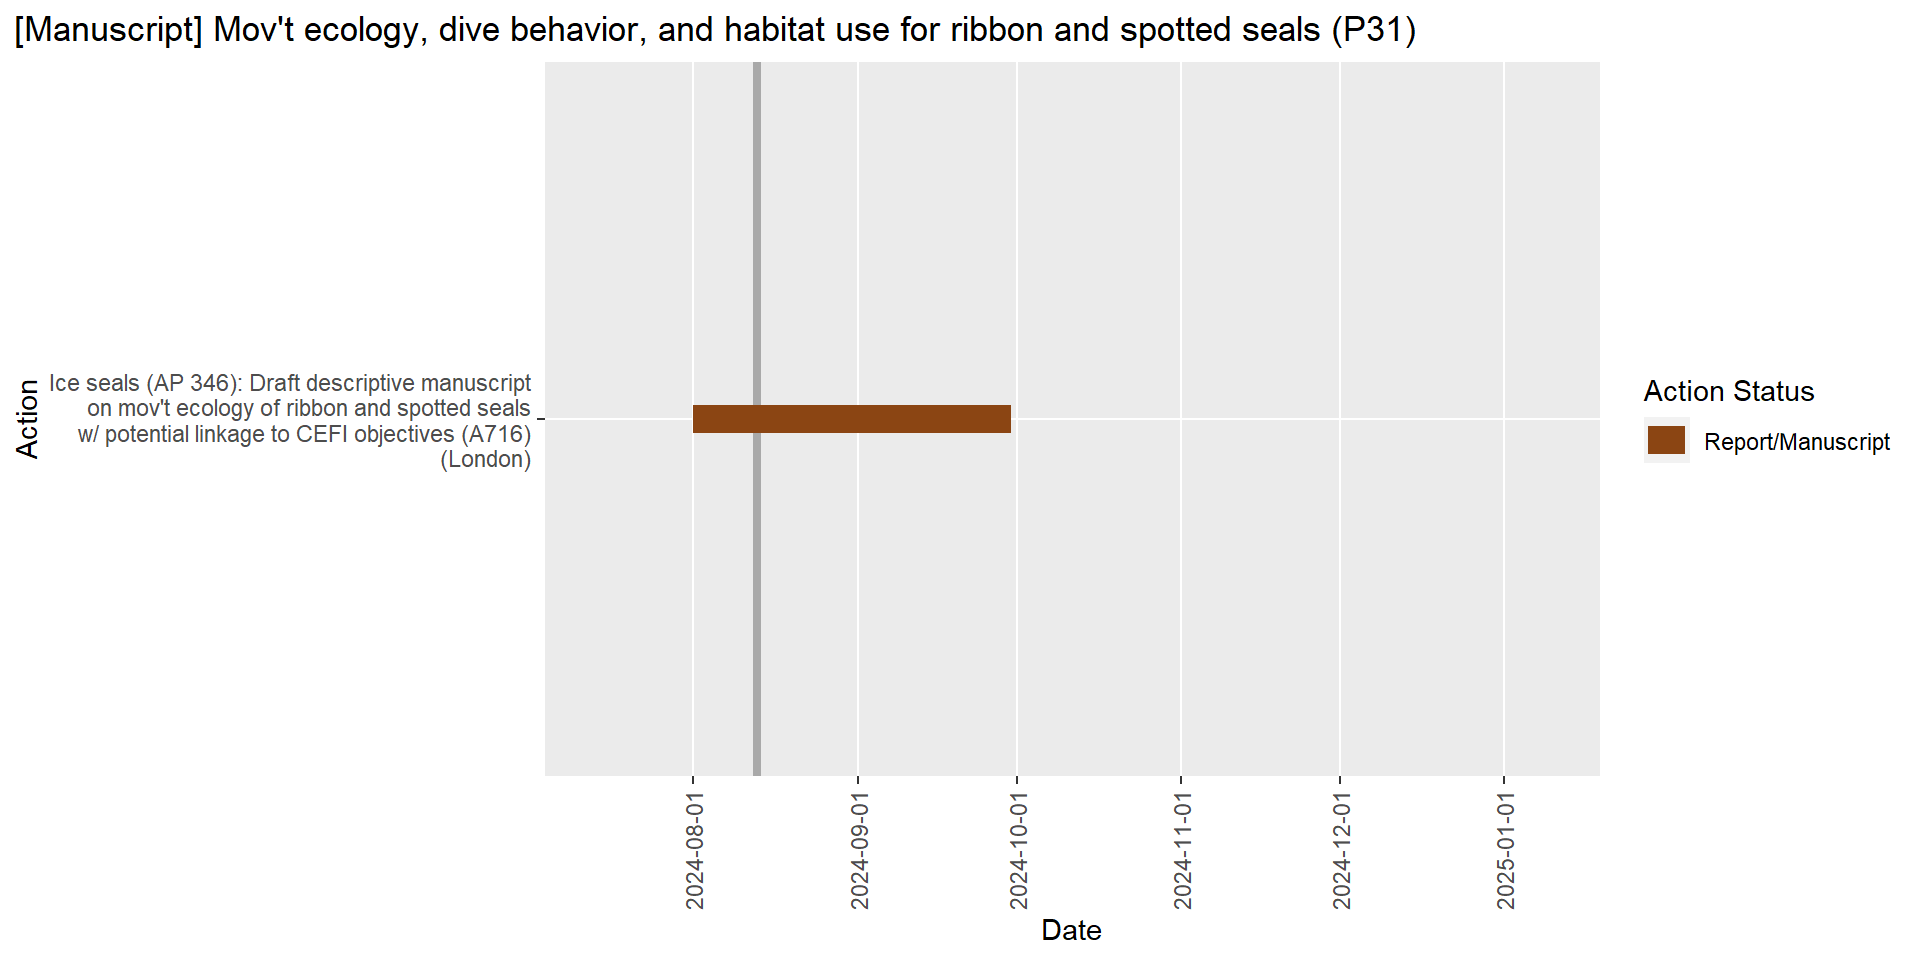 [Manuscript] Mov't ecology, dive behavior, and habitat use for ribbon and spotted seals (P31)
Action
Ice seals (AP 346): Draft descriptive manuscript
on mov't ecology of ribbon and spotted seals
w/ potential linkage to CEFI objectives (A716)
(London)
2024-08-01
2024-09-01
2024-10-01
2024-11-01
2024-12-01
2025-01-01
Date
Action Status
Report/Manuscript